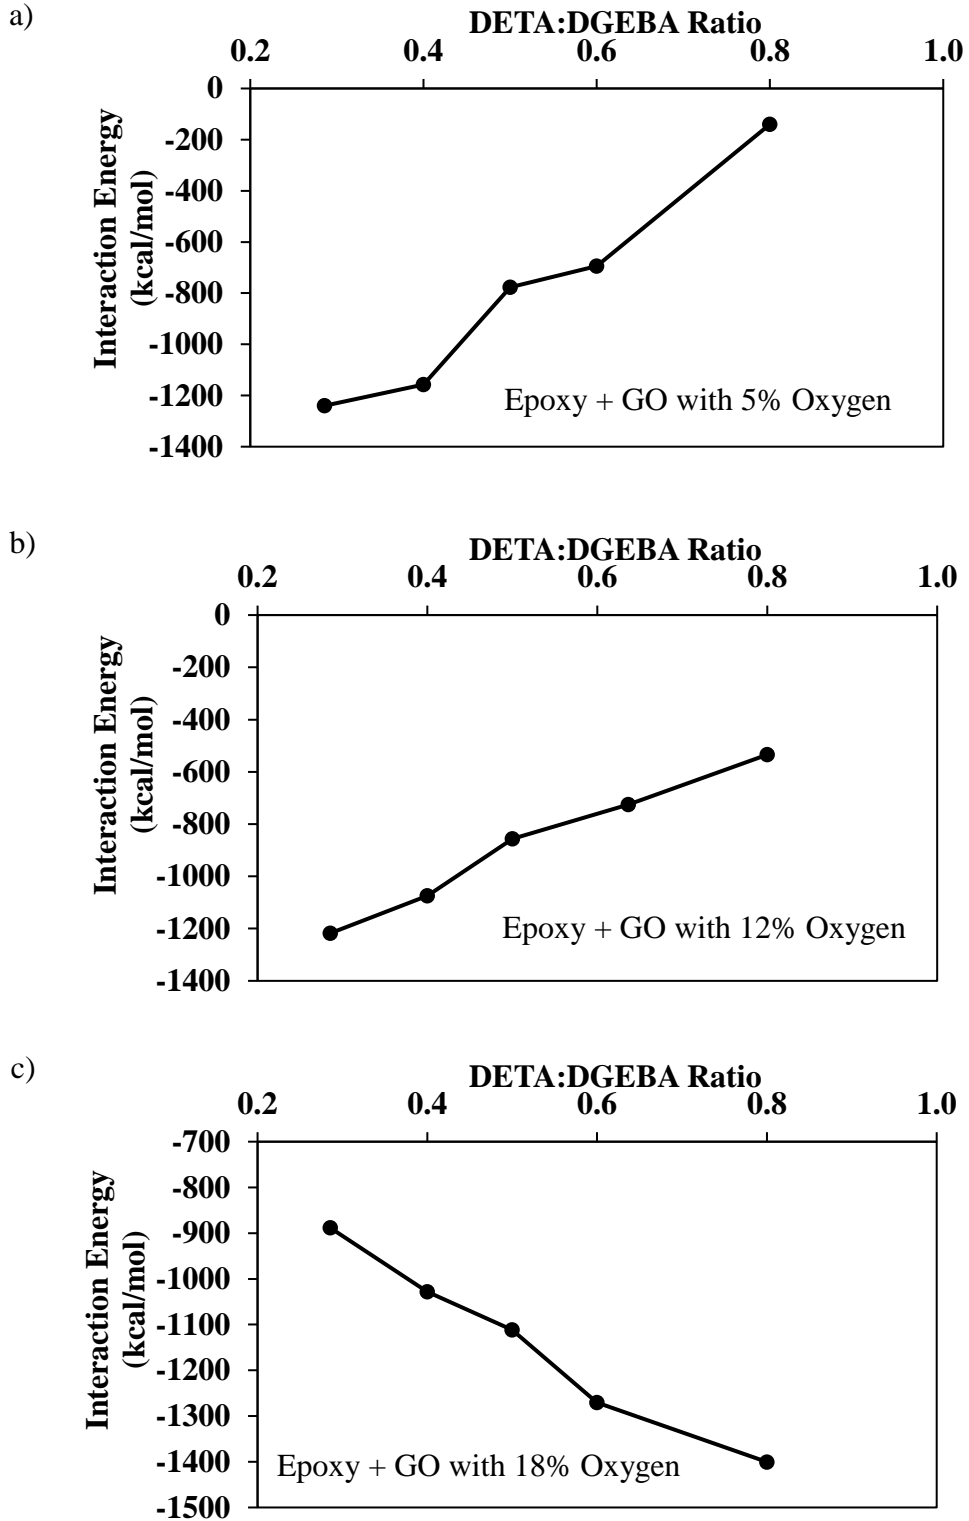 a)
DETA:DGEBA Ratio
0.2 0.4 0.6 0.8 1.0
0
-200
-400
-600
-800
-1000
-1200
-1400
Interaction Energy
(kcal/mol)
Epoxy + GO with 5% Oxygen
b)
DETA:DGEBA Ratio
0.2 0.4 0.6 0.8 1.0
0
-200
-400
-600
-800
-1000
-1200
-1400
Interaction Energy
(kcal/mol)
Epoxy + GO with 12% Oxygen
c)
DETA:DGEBA Ratio
0.2 0.4 0.6 0.8 1.0
-700
-800
-900
-1000
-1100
-1200
-1300
-1400
-1500
Interaction Energy
(kcal/mol)
Epoxy + GO with 18% Oxygen